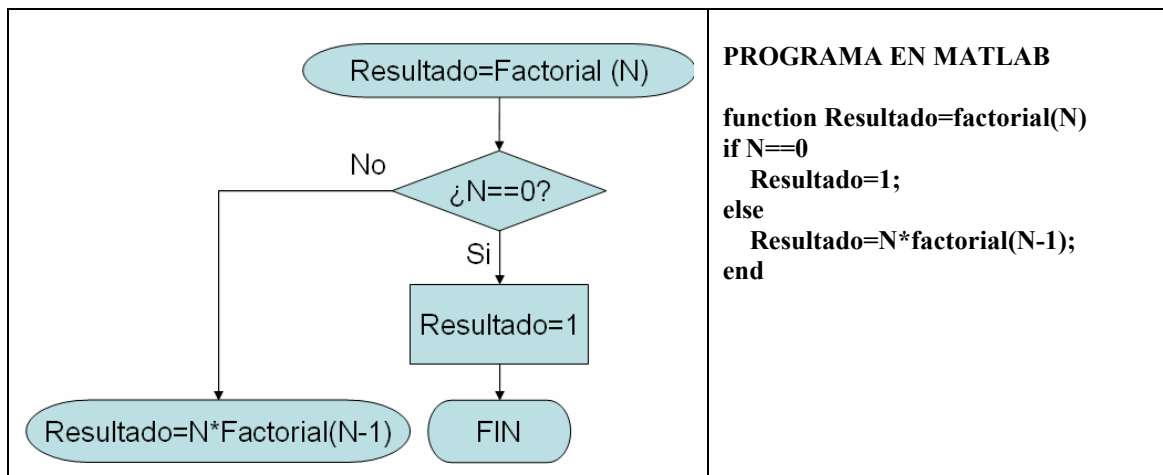 Resultado=Factorial (N)
No
¿N==0?
Si
Resultado=1
Resultado=N*Factorial(N-1)
FIN
PROGRAMA EN MATLAB
function Resultado=factorial(N)
if N==0
Resultado=1;
else
Resultado=N*factorial(N-1);
end